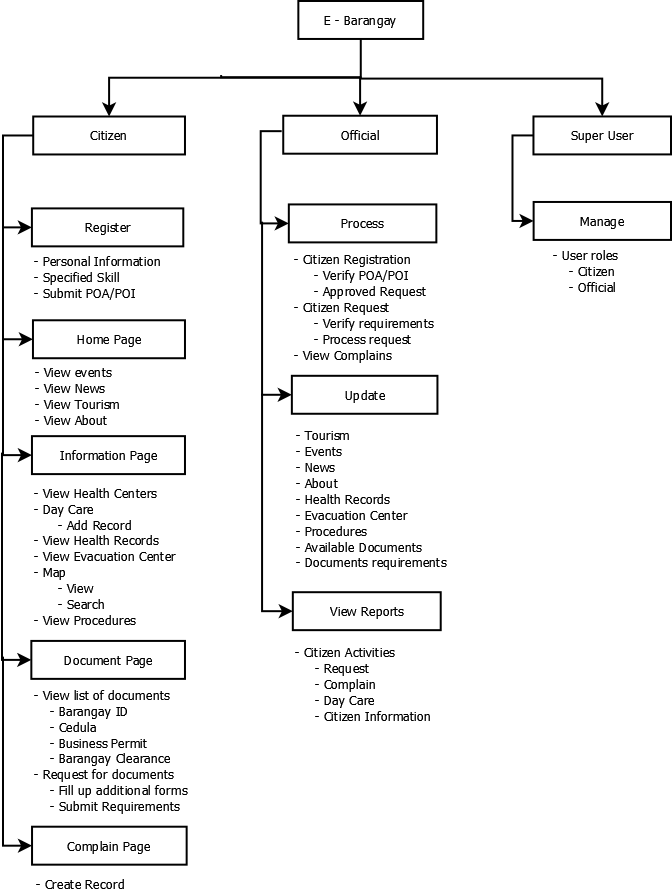 E - Barangay
Citizen
Register
- Personal Information
- Specified Skill
- Submit POA/POI
Home Page
- View events
- View News
- View Tourism
- View About
Information Page
- View Health Centers
- Day Care
- Add Record
- View Health Records
- View Evacuation Center
- Map
- View
- Search
- View Procedures
Document Page
- View list of documents
- Barangay ID
- Cedula
- Business Permit
- Barangay Clearance
- Request for documents
- Fill up additional forms
- Submit Requirements
Complain Page
- Create Record
Official
Process
- Citizen Registration
- Verify POA/POI
- Approved Request
- Citizen Request
- Verify requirements
- Process request
- View Complains
Update
- Tourism
- Events
- News
- About
- Health Records
- Evacuation Center
- Procedures
- Available Documents
- Documents requirements
View Reports
- Citizen Activities
- Request
- Complain
- Day Care
- Citizen Information
Super User
Manage
- User roles
- Citizen
- Official